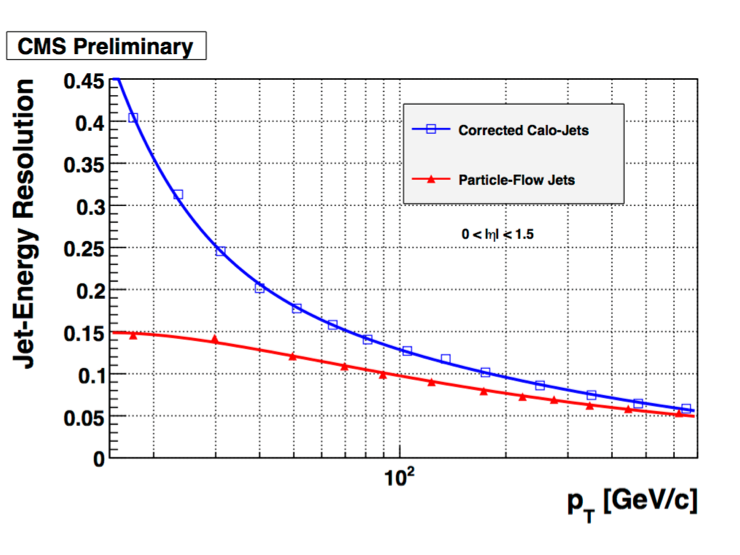 CMS Preliminary
Jet-Energy Resolution
0.45
0.4
0.35
0.3
0.25
0.2
0.15
0.1
0.05
0
Corrected Calo-Jets
Particle-Flow Jets
0 < |η| < 1.5
10²
p_T [GeV/c]